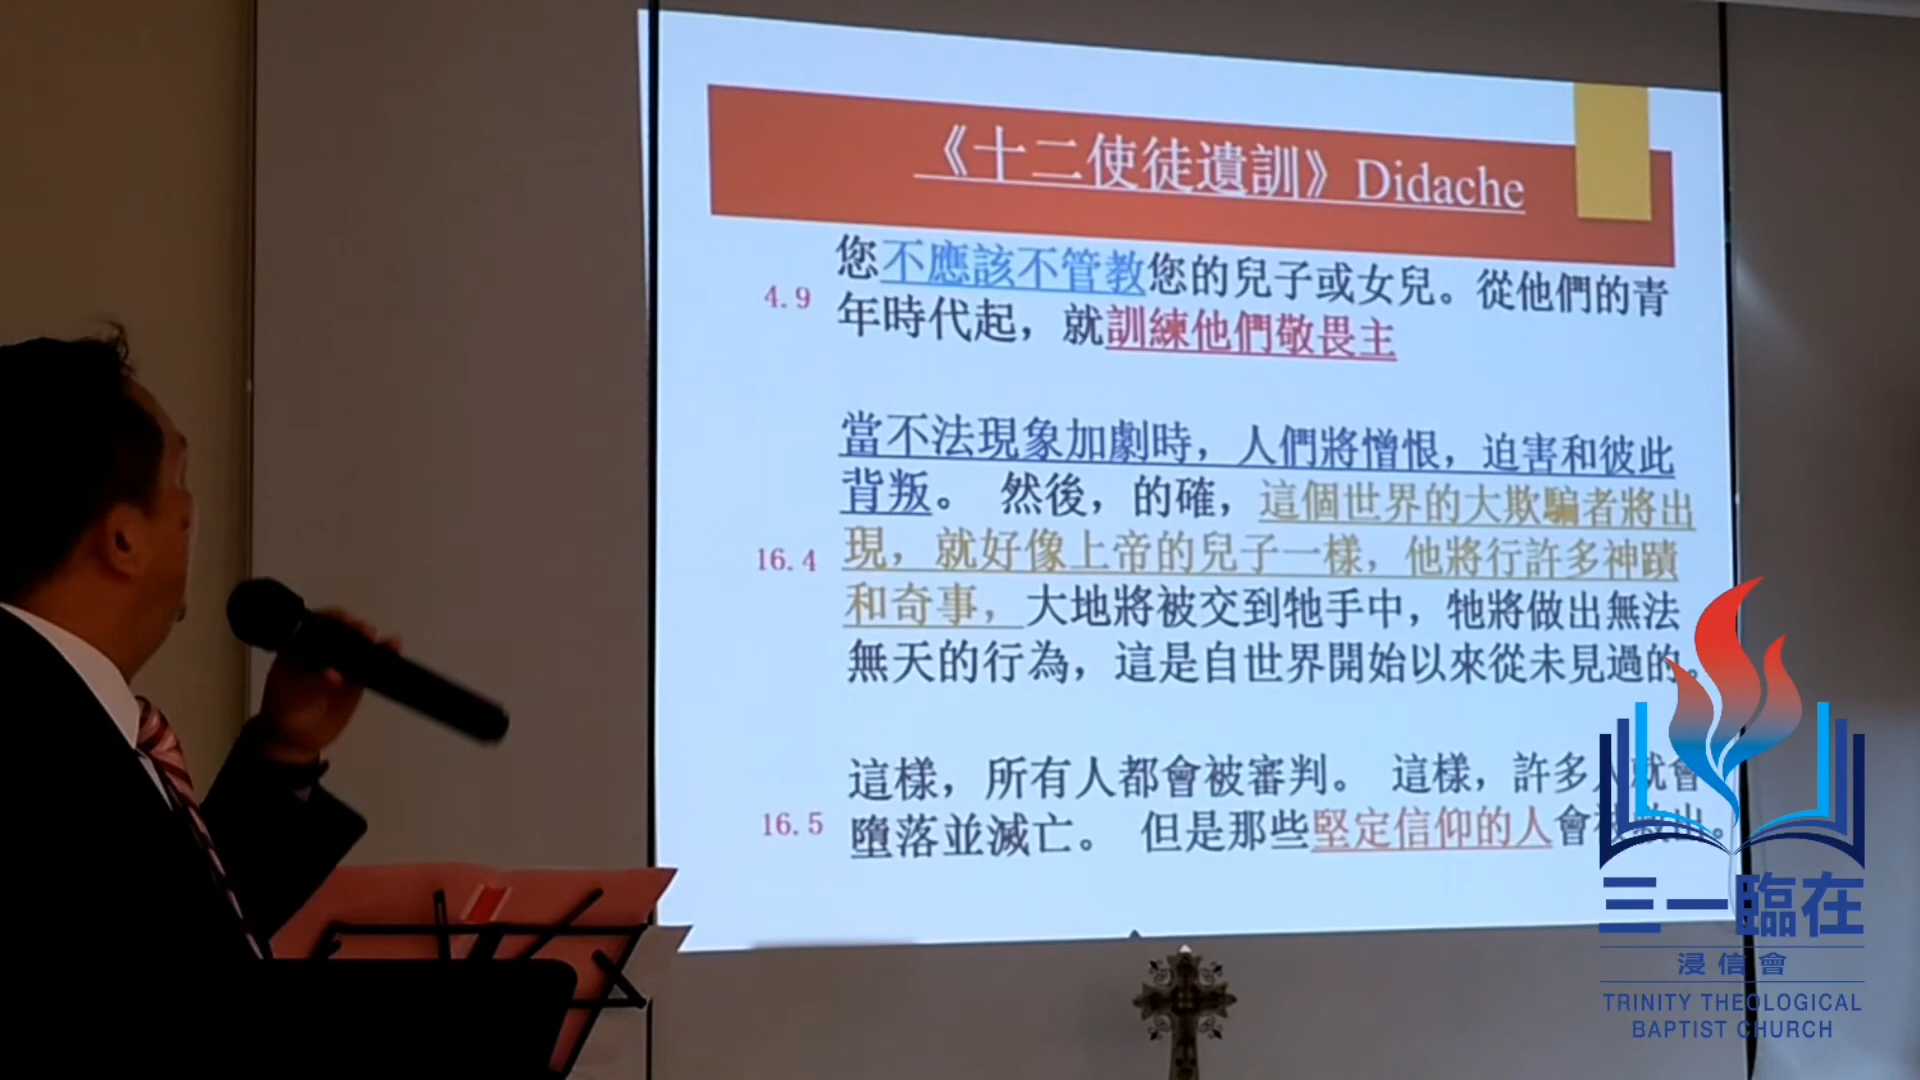 《十二使徒遺訓》Didache
您不應該不管教您的兒子或女兒。從他們的青
4.9
年時代起，就訓練他們敬畏主
當不法現象加劇時，人們將憎恨，迫害和彼此
背叛。 然後，的確，這個世界的大欺騙者將出
16.4
現，就好像上帝的兒子一樣，他將行許多神蹟
和奇事，大地將被交到牠手中，牠將做出無法
無天的行為，這是自世界開始以來從未見過的。
這樣，所有人都會被審判。 這樣，許多人就會
16.5
墮落並滅亡。 但是那些堅定信仰的人會被救出。
三一臨在
浸信會
TRINITY THEOLOGICAL
BAPTIST CHURCH